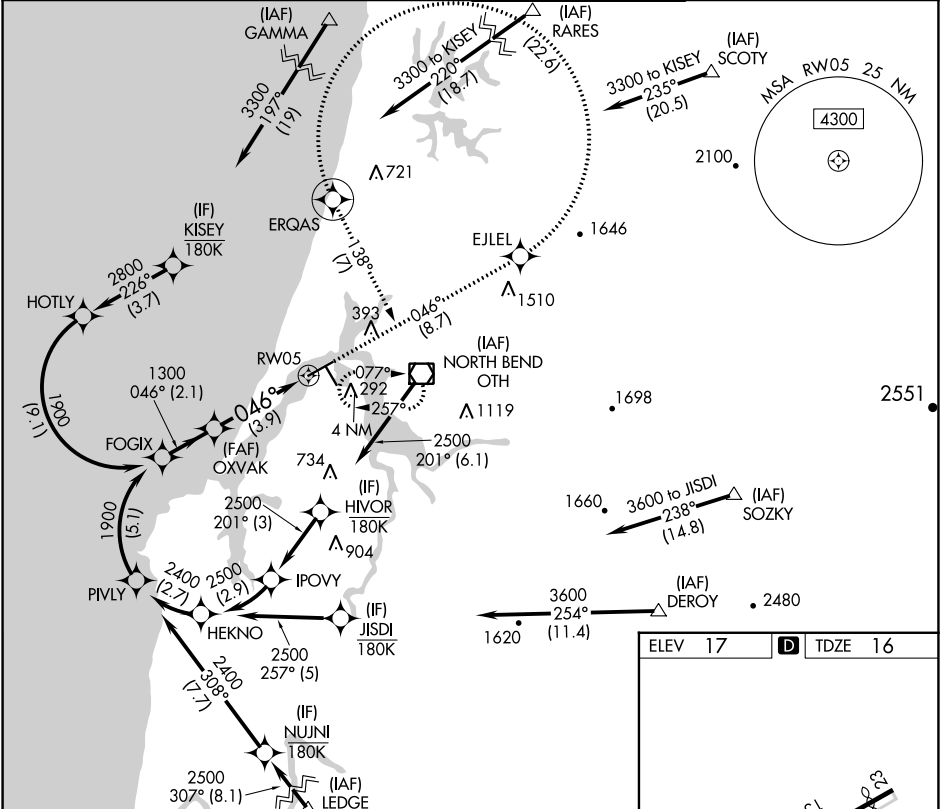 (IAF)
GAMMA
3300
197°
(19)
(IAF)
RARES
3300 to KISEY
220°
(18.7)
(22.6)
(IAF)
SCOTY
3300 to KISEY
235°
(20.5)
MSA RW05 25 NM
4300
2100
721
ERQAS
138°
(7)
(IF)
KISEY
180K
2800
226°
(3.7)
HOTLY
EJLEL
1646
1510
046°
(8.7)
393
RW05
(IAF)
NORTH BEND
OTH
077°
292
257°
4 NM
1119
1698
2551
1300
046° (2.1)
046°
(3.9)
1900
(9.1)
FOGIX
(FAF)
OXVAK
2500
201° (6.1)
734
(IF)
HIVOR
180K
2500
201° (3)
904
1660
3600 to JISDI
238°
(14.8)
(IAF)
SOZKY
1900
(5.1)
PIVLY
2400
(2.7)
2500
(2.9)
IPOVY
HEKNO
(IF)
JISDI
180K
2500
257° (5)
3600
254°
(11.4)
(IAF)
DEROY
1620
2480
2400
308°
(7.7)
(IF)
NUJNI
180K
2500
307° (8.1)
(IAF)
LEDGE
ELEV 17 D TDZE 16
23